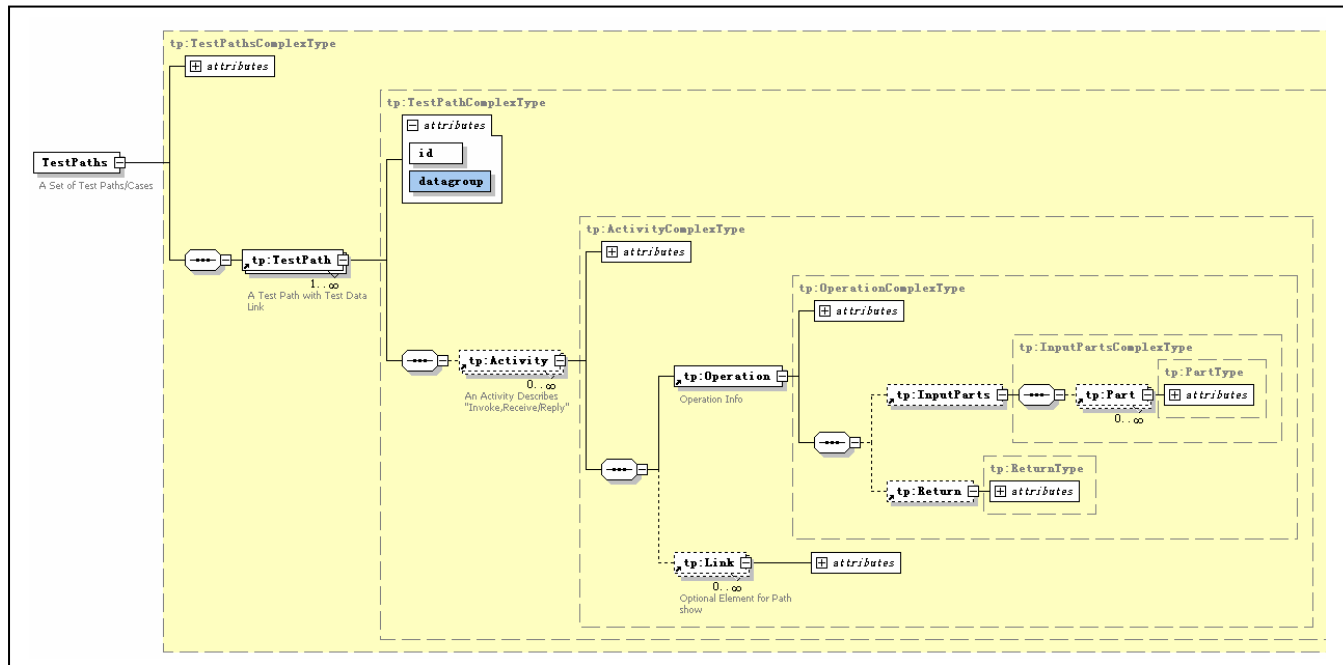 tp:TestPathsComplexType
attributes
tp:TestPathComplexType
attributes
id
datagroup
TestPaths
A Set of Test Paths/Cases
tp:TestPath
1..∞
A Test Path with Test Data
Link
tp:ActivityComplexType
attributes
tp:Activity
0..∞
An Activity Describes
"Invoke,Receive/Reply"
tp:OperationComplexType
attributes
tp:Operation
Operation Info
tp:InputPartsComplexType
tp:PartType
tp:InputParts
tp:Part
attributes
0..∞
tp:ReturnType
tp:Return
attributes
tp:Link
attributes
0..∞
Optional Element for Path
show